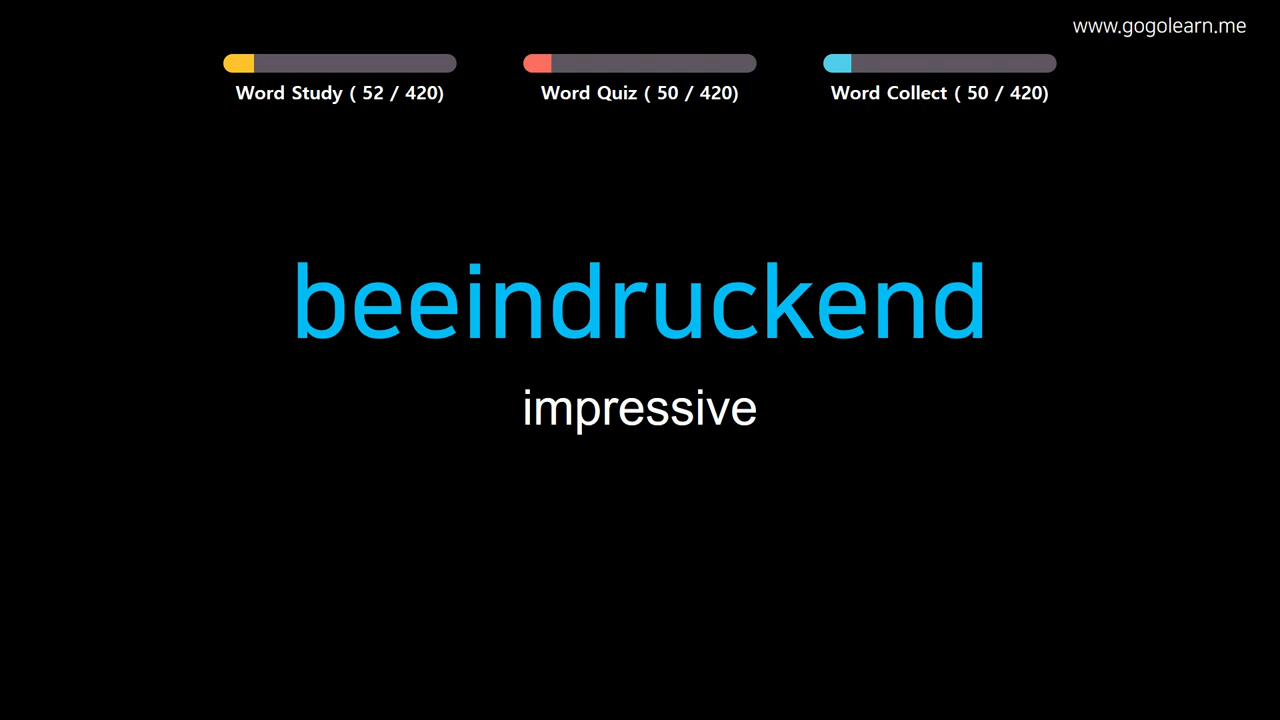 www.gogolearn.me
Word Study ( 52 / 420)
Word Quiz ( 50 / 420)
Word Collect ( 50 / 420)
beeindruckend
impressive